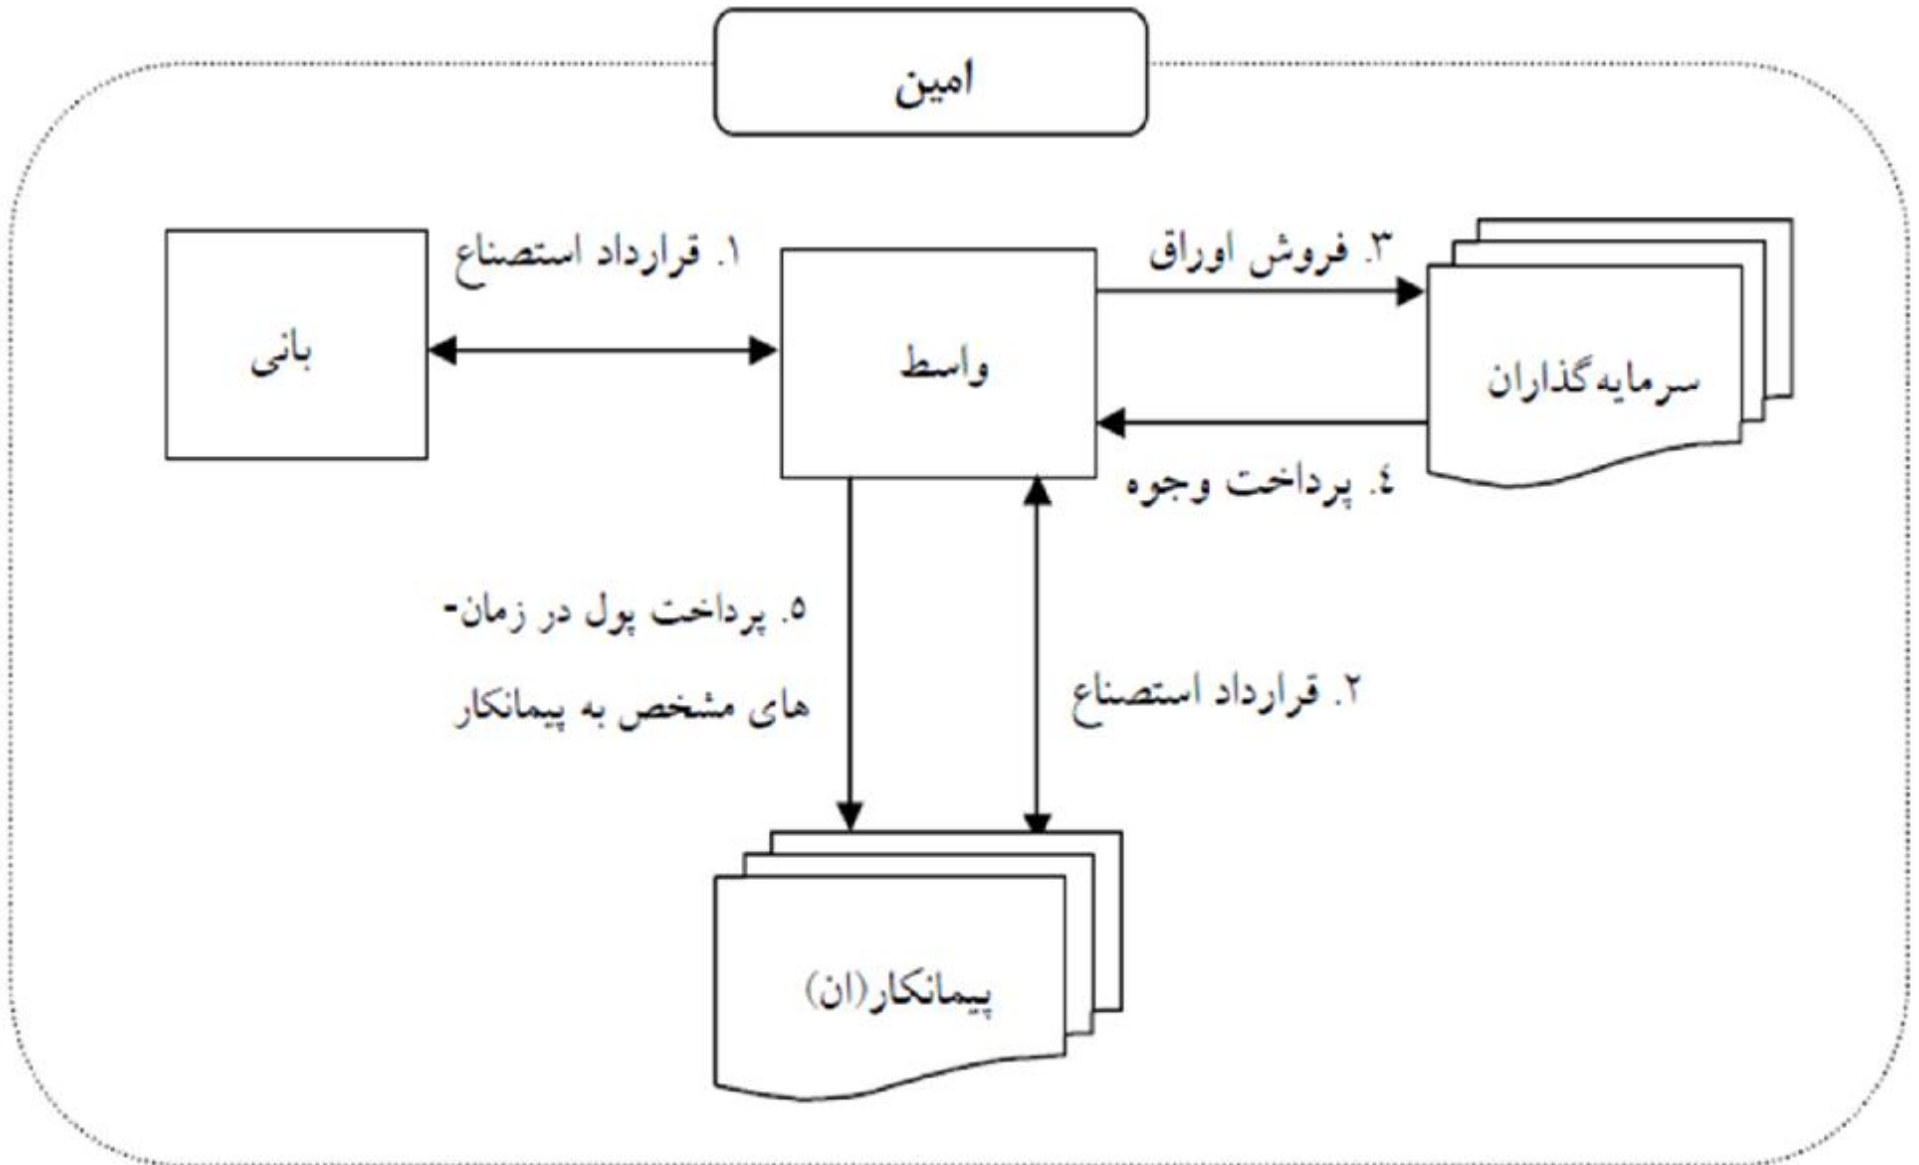 امین
۱. قرارداد استصناع
۳. فروش اوراق
بانی
واسط
سرمایه‌گذاران
٤. پرداخت وجوه
۵. پرداخت پول در زمان-
های مشخص به پیمانکار
۲. قرارداد استصناع
پیمانکار(ان)